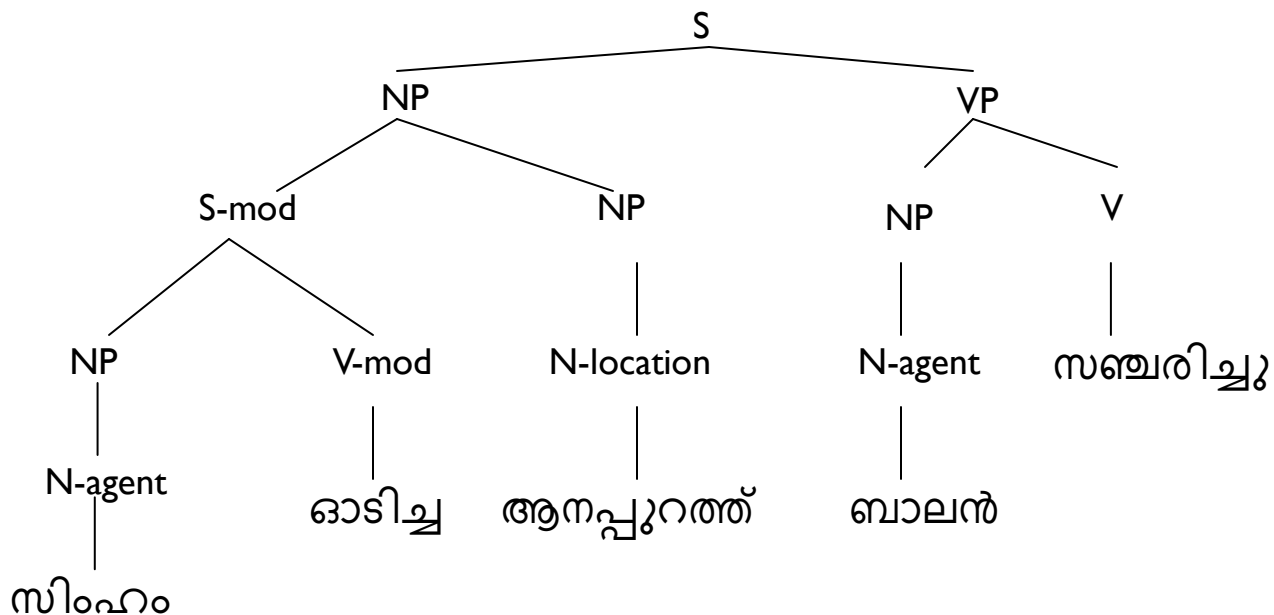 S
NP VP
S-mod NP NP V
NP V-mod N-location N-agent സഞ്ചരിച്ചു
N-agent ഓടിച്ച ആനപ്പുറത്ത് ബാലൻ
സിംഹം